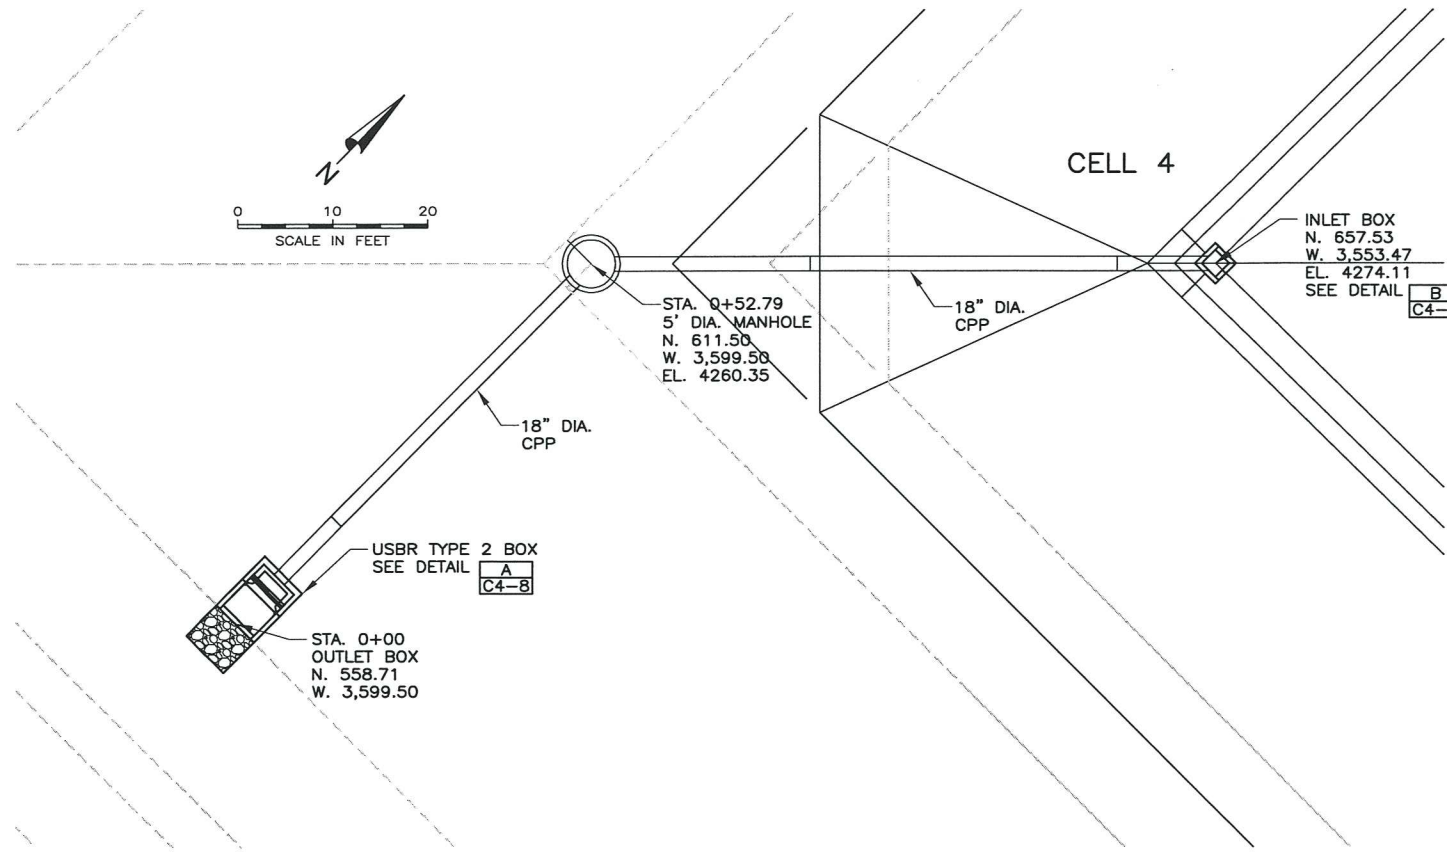 CELL 4
N
0 10 20
SCALE IN FEET
INLET BOX
N. 657.53
W. 3,553.47
EL. 4274.11
SEE DETAIL B
C4-
STA. 0+52.79
5' DIA. MANHOLE
N. 611.50
W. 3,599.50
EL. 4260.35
18" DIA.
CPP
18" DIA.
CPP
USBR TYPE 2 BOX
SEE DETAIL A
C4-8
STA. 0+00
OUTLET BOX
N. 558.71
W. 3,599.50